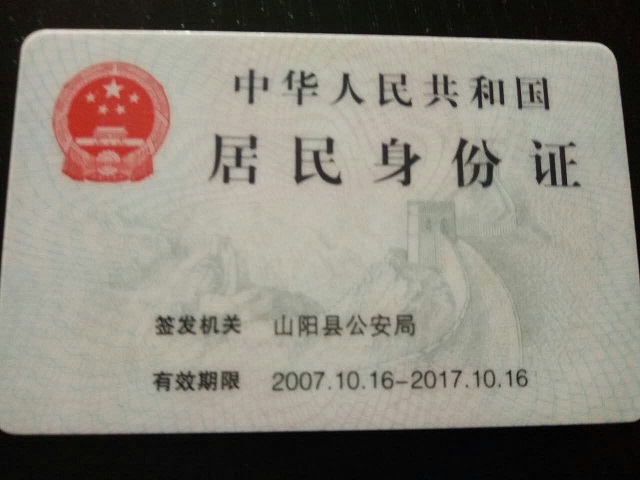 中华人民共和国
居民身份证
签发机关 山阳县公安局
有效期限 2007.10.16-2017.10.16